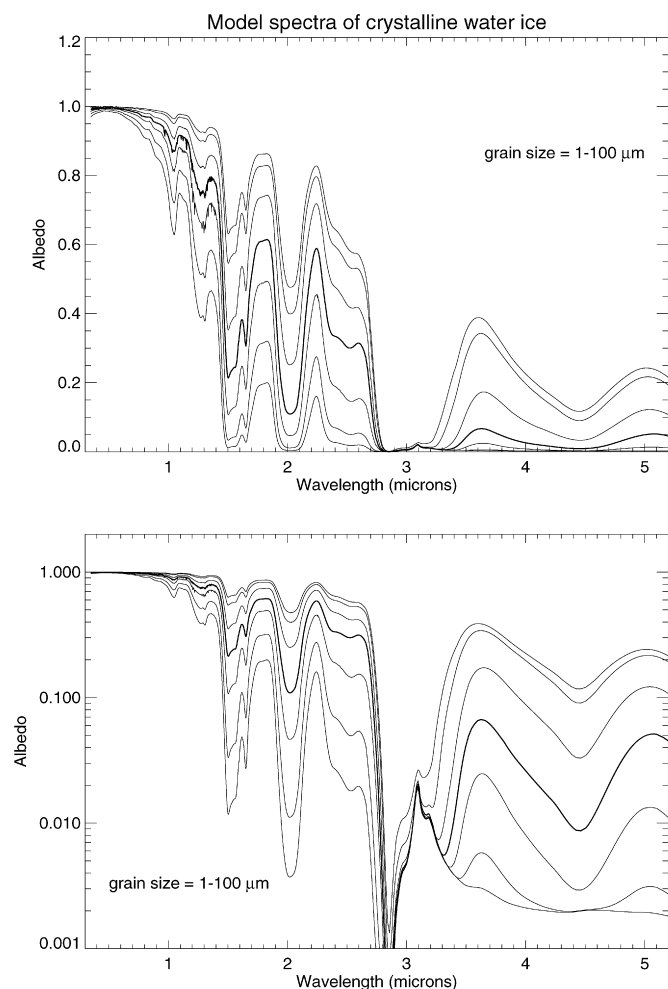 Model spectra of crystalline water ice
1.2
1.0
0.8
0.6
0.4
0.2
0.0
Albedo
grain size = 1-100 μm
1 2 3 4 5
Wavelength (microns)
1.000
0.100
0.010
0.001
Albedo
grain size = 1-100 μm
1 2 3 4 5
Wavelength (microns)